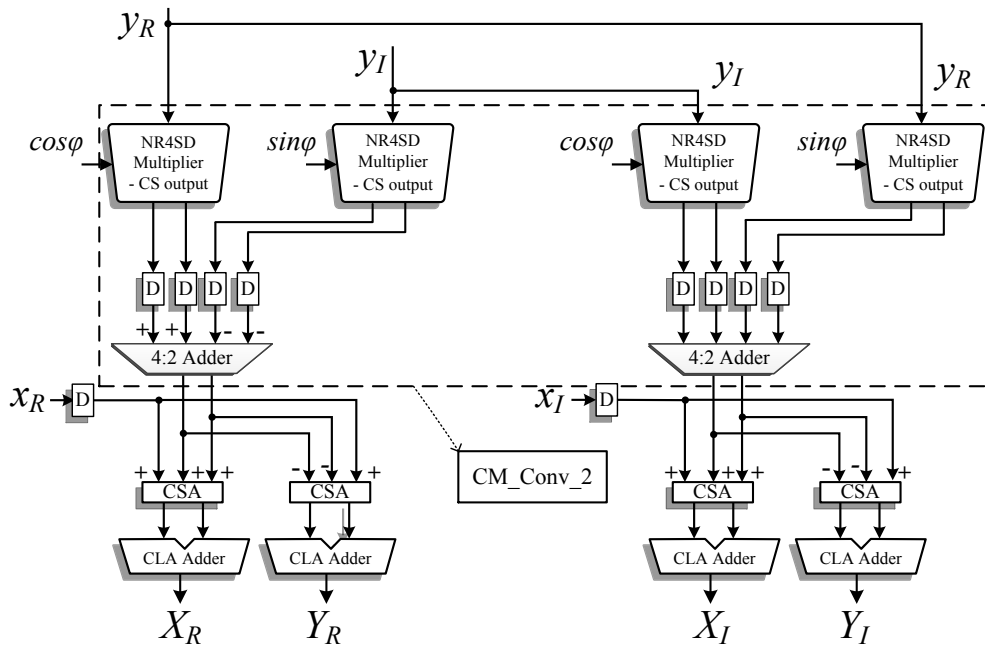 y_R
y_I
y_I
y_R
cosφ
NR4SD
Multiplier
- CS output
sinφ
NR4SD
Multiplier
- CS output
cosφ
NR4SD
Multiplier
- CS output
sinφ
NR4SD
Multiplier
- CS output
D D D D
D D D D
+ + - -
4:2 Adder
4:2 Adder
x_R D
x_I D
+ + +
- - +
+ + +
- - +
CSA
CSA
CM_Conv_2
CSA
CSA
CLA Adder
CLA Adder
CLA Adder
CLA Adder
X_R
Y_R
X_I
Y_I